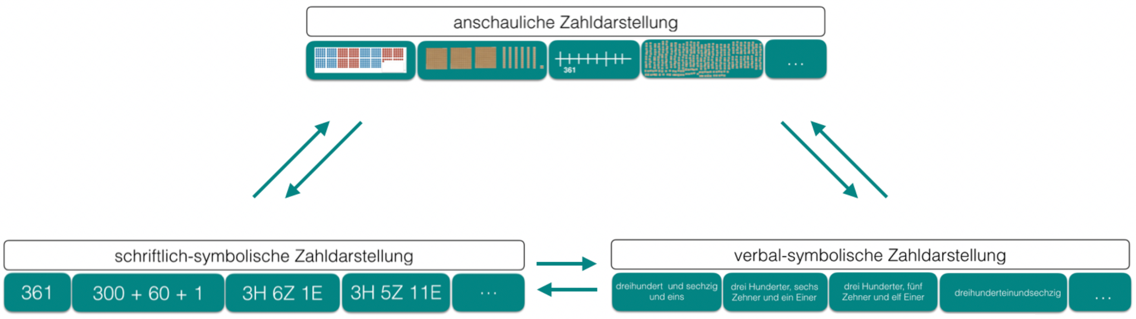 anschauliche Zahldarstellung
361
...
schriftlich-symbolische Zahldarstellung
361
300 + 60 + 1
3H 6Z 1E
3H 5Z 11E
...
verbal-symbolische Zahldarstellung
dreihundert und sechzig
und eins
drei Hunderter, sechs
Zehner und ein Einer
drei Hunderter, fünf
Zehner und elf Einer
dreihunderteinundsechzig
...